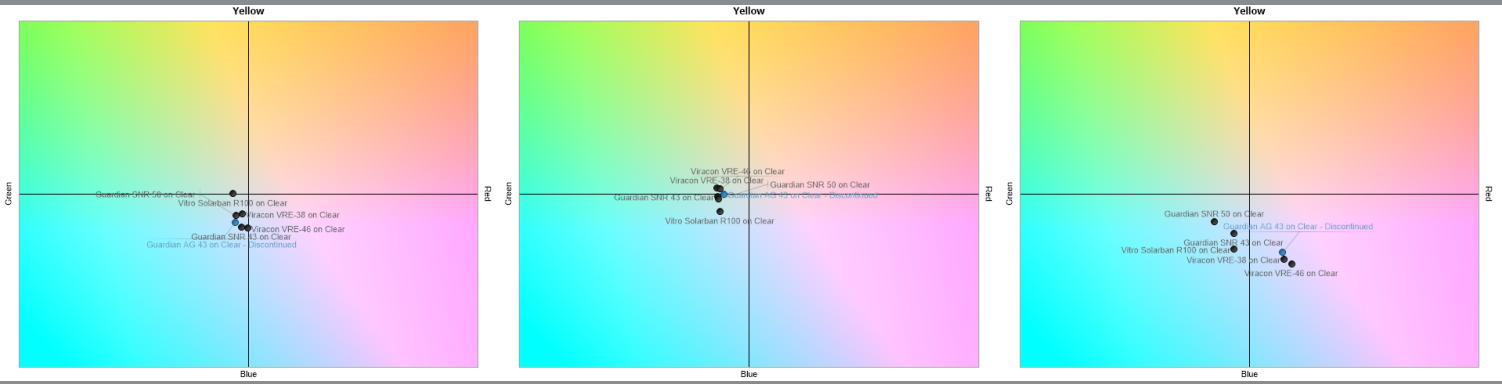 Yellow
Green
Red
Guardian SNR 50 on Clear
Vitro Solarban R100 on Clear
Viracon VRE-38 on Clear
Viracon VRE-46 on Clear
Guardian SNR 43 on Clear
Guardian AG 43 on Clear - Discontinued
Blue
Yellow
Green
Red
Viracon VRE-46 on Clear
Viracon VRE-38 on Clear
Guardian SNR 50 on Clear
Guardian AG 43 on Clear - Discontinued
Guardian SNR 43 on Clear
Vitro Solarban R100 on Clear
Blue
Yellow
Green
Red
Guardian SNR 50 on Clear
Guardian AG 43 on Clear - Discontinued
Guardian SNR 43 on Clear
Vitro Solarban R100 on Clear
Viracon VRE-38 on Clear
Viracon VRE-46 on Clear
Blue